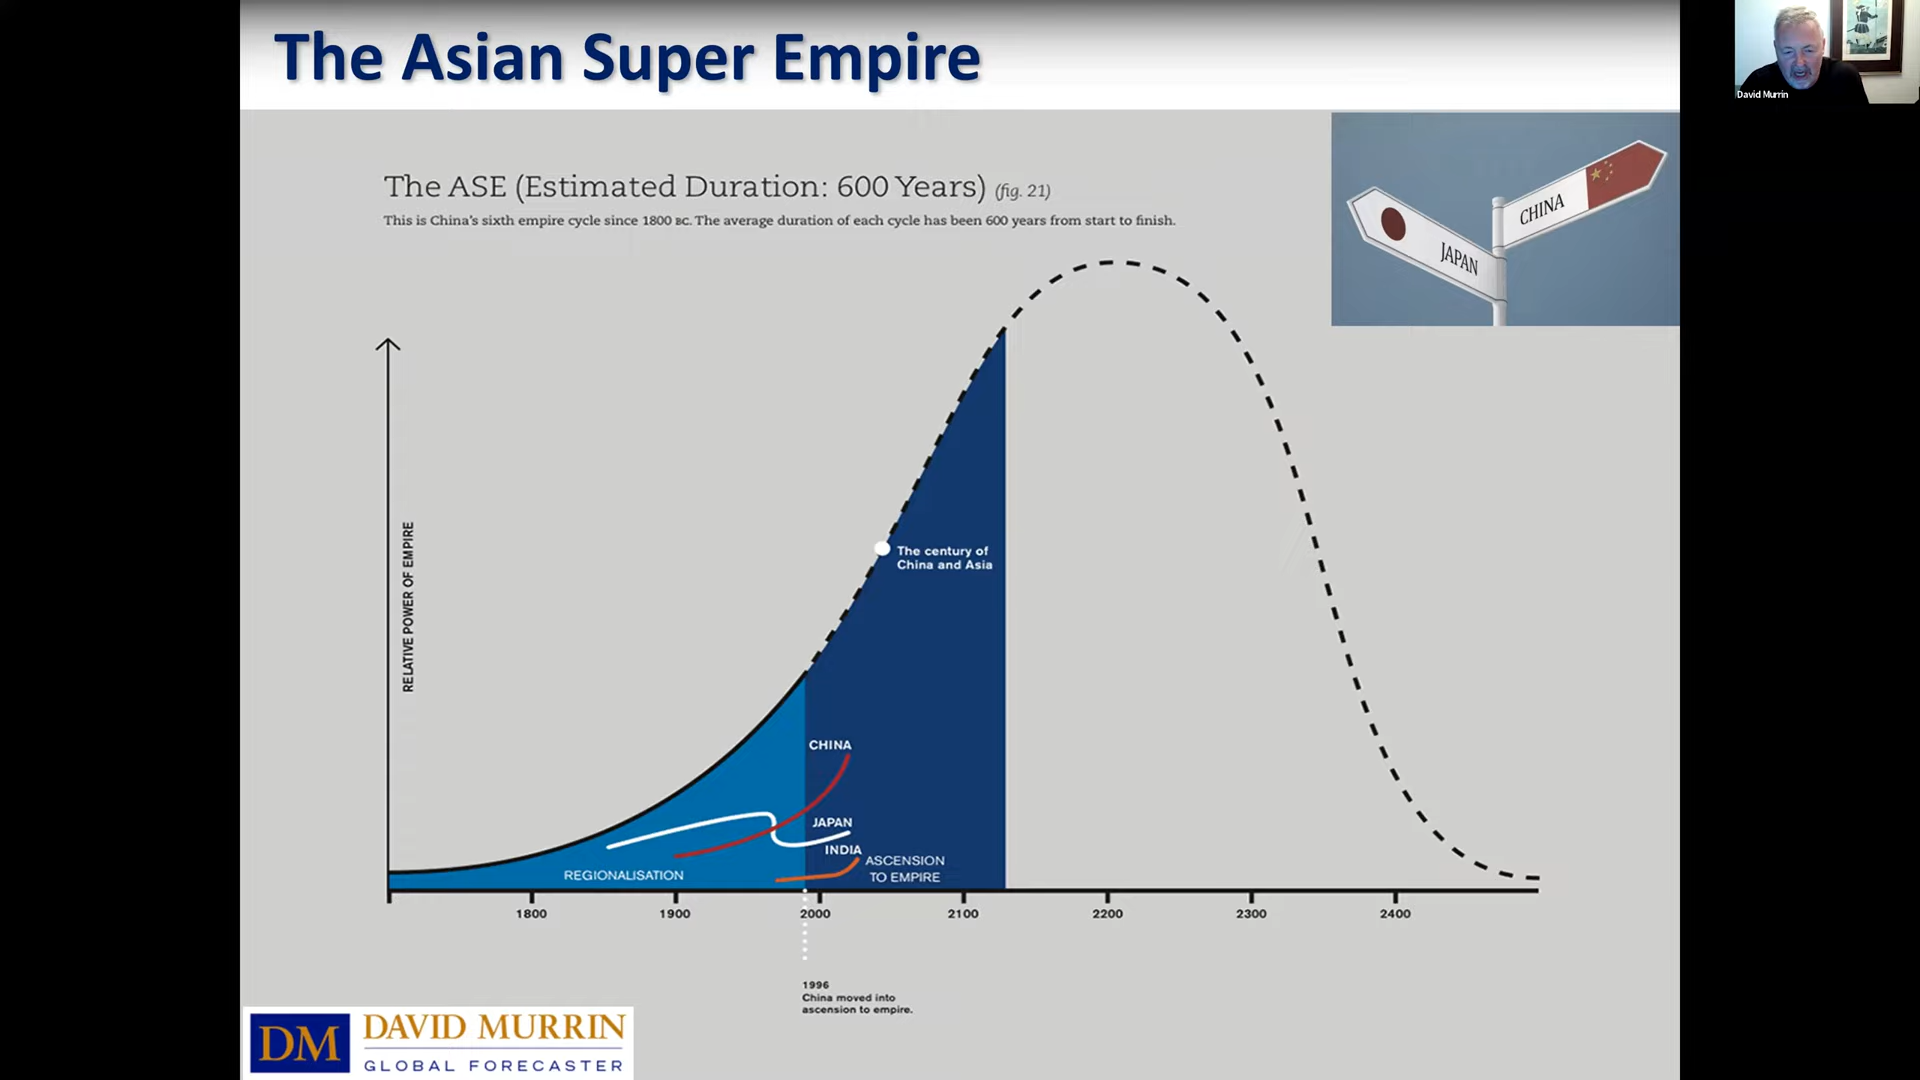 The Asian Super Empire
David Murrin
The ASE (Estimated Duration: 600 Years) (fig. 21)
This is China's sixth empire cycle since 1800 BC. The average duration of each cycle has been 600 years from start to finish.
JAPAN
CHINA
RELATIVE POWER OF EMPIRE
The century of
China and Asia
CHINA
JAPAN
INDIA
ASCENSION
TO EMPIRE
REGIONALISATION
1800
1900
2000
2100
2200
2300
2400
1996
China moved into
ascension to empire.
DM
DAVID MURRIN
GLOBAL FORECASTER